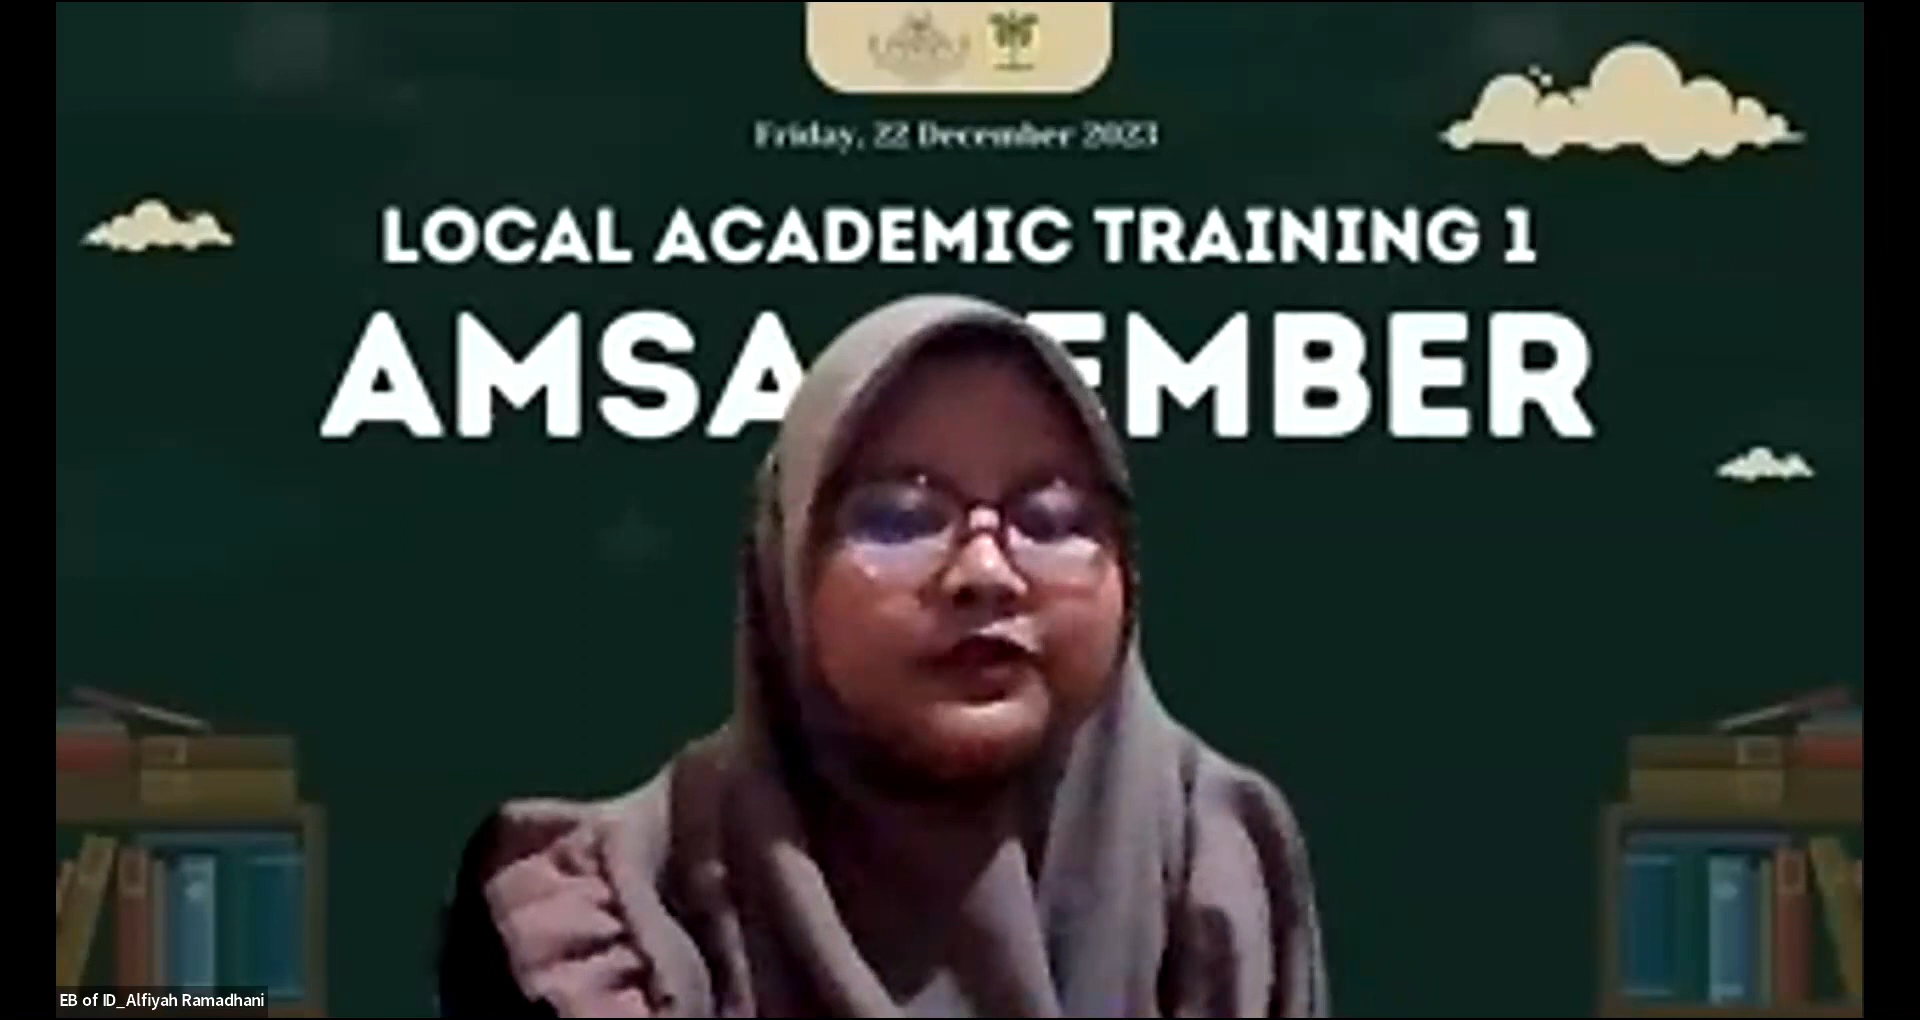 Friday, 22 December 2023
LOCAL ACADEMIC TRAINING 1
AMSA EMBER
EB of ID_Alfiyah Ramadhani